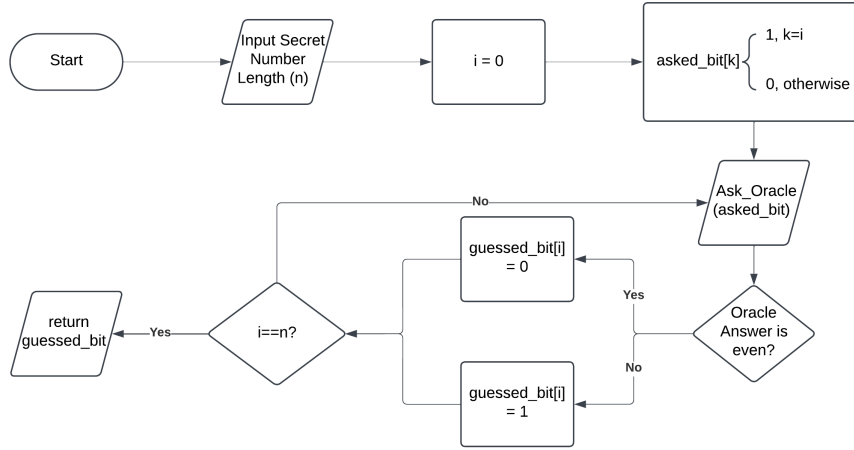 Start
Input Secret
Number
Length (n)
i = 0
asked_bit[k]
1, k=i
0, otherwise
Ask_Oracle
(asked_bit)
No
guessed_bit[i]
= 0
Yes
Oracle
Answer is
even?
No
guessed_bit[i]
= 1
i==n?
Yes
return
guessed_bit